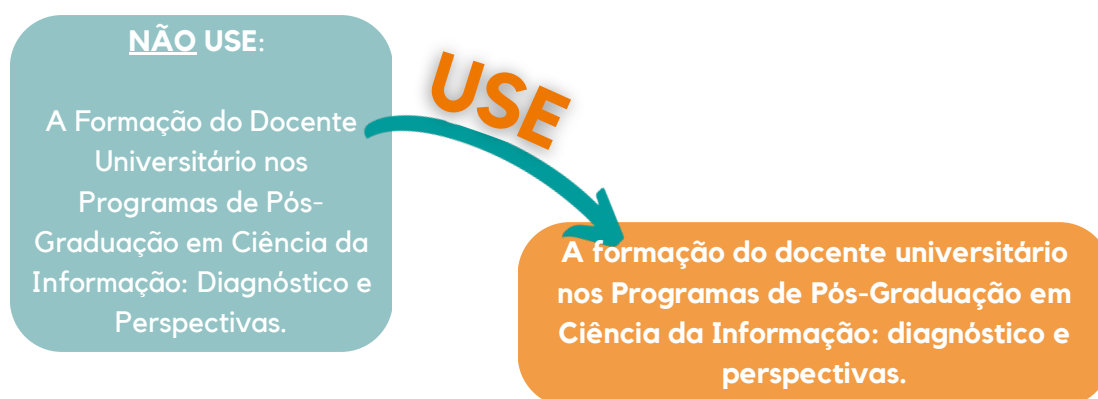 NÃO USE:
A Formação do Docente
Universitário nos
Programas de Pós-
Graduação em Ciência da
Informação: Diagnóstico e
Perspectivas.
USE
A formação do docente universitário
nos Programas de Pós-Graduação em
Ciência da Informação: diagnóstico e
perspectivas.